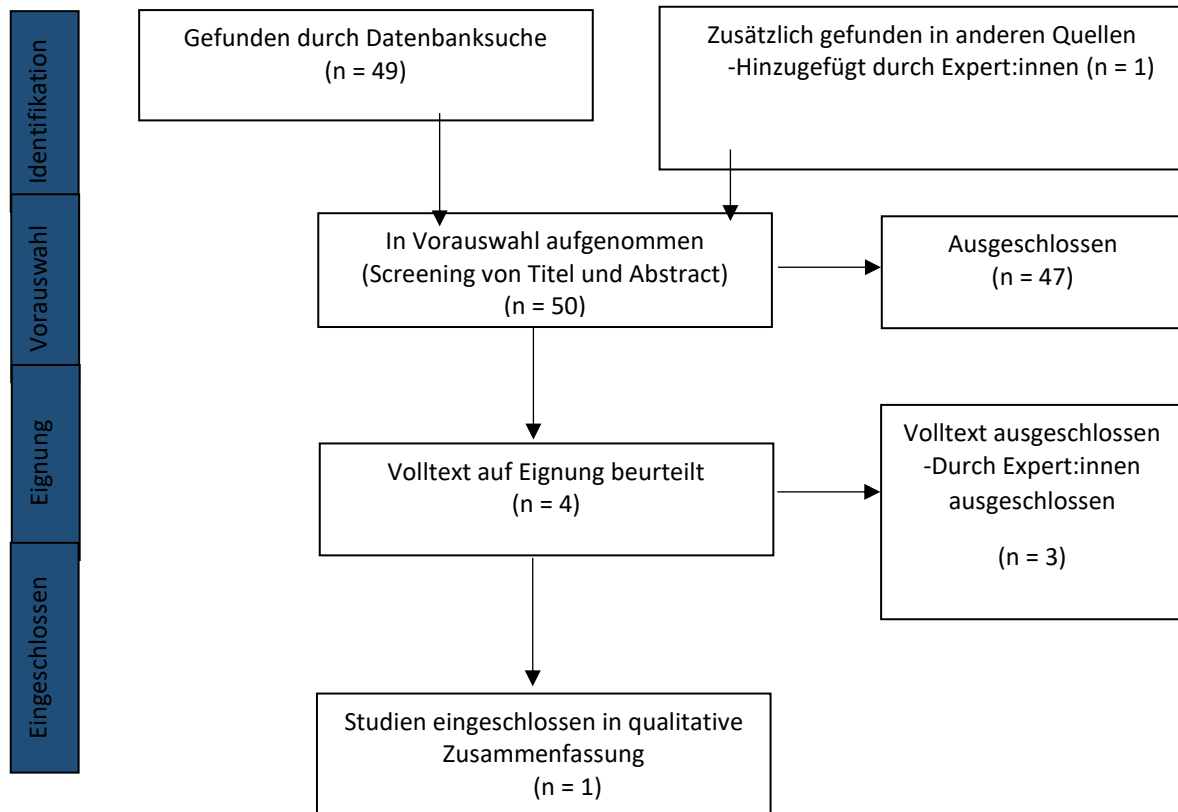 Identifikation
Gefunden durch Datenbanksuche
(n = 49)
Zusätzlich gefunden in anderen Quellen
-Hinzugefügt durch Expert:innen (n = 1)
Vorauswahl
In Vorauswahl aufgenommen
(Screening von Titel und Abstract)
(n = 50)
Ausgeschlossen
(n = 47)
Eignung
Volltext auf Eignung beurteilt
(n = 4)
Volltext ausgeschlossen
-Durch Expert:innen
ausgeschlossen
(n = 3)
Eingeschlossen
Studien eingeschlossen in qualitative
Zusammenfassung
(n = 1)